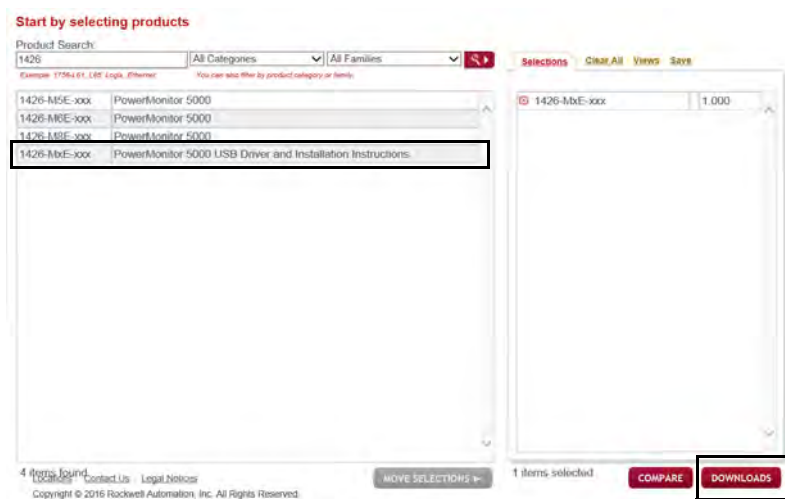 Start by selecting products
Product Search:
1426 All Categories All Families
Example: 1756-L61, L65, Logix, Ethernet You can also filter by product category or family.
Selections Clear All Views Save
1426-M5E-xxx PowerMonitor 5000
1426-M6E-xxx PowerMonitor 5000
1426-M8E-xxx PowerMonitor 5000
1426-MxE-xxx PowerMonitor 5000 USB Driver and Installation Instructions
1426-MxE-xxx 1.000
4 items found
Locations Contact Us Legal Notices
MOVE SELECTIONS
1 items selected
COMPARE
DOWNLOADS
Copyright © 2016 Rockwell Automation, Inc. All Rights Reserved.